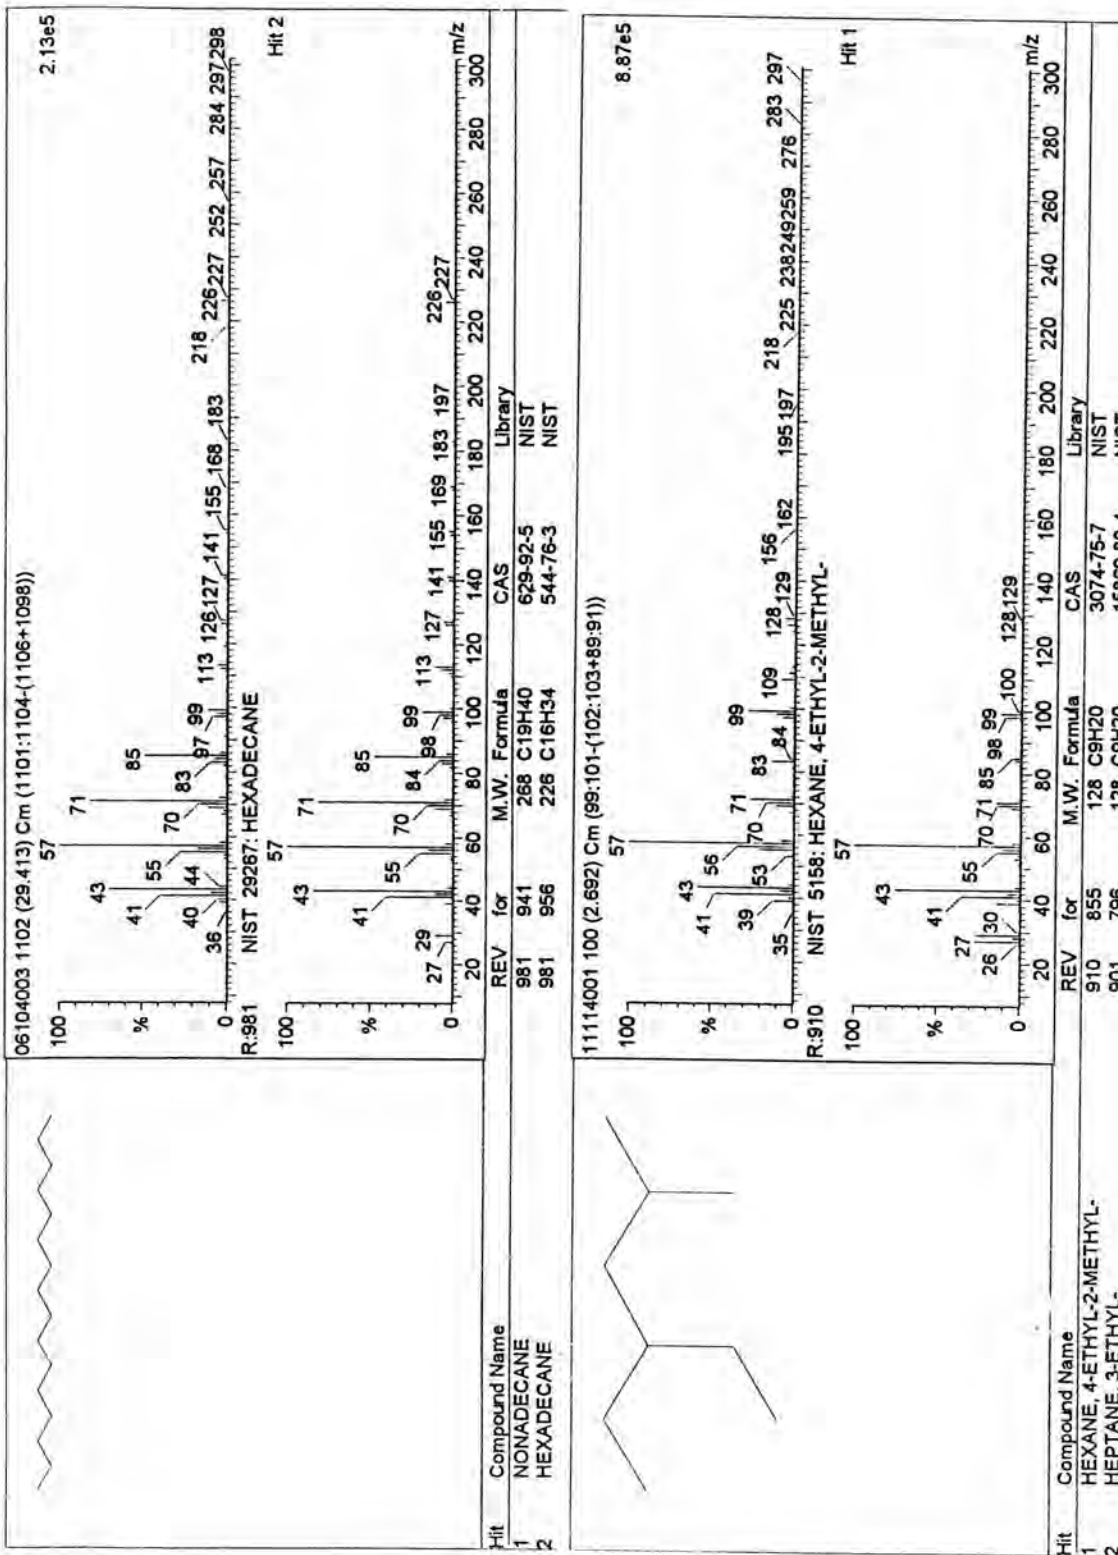 06104003 1102 (29.413) Cm (1101:1104-(1106+1098))
2.13e5
100
%
0
36 40 41 43 44 55 57 70 71 83 85 97 99 113 126 127 141 155 168 183 218 226 227 252 257 284 297 298
R:981 NIST 29267: HEXADECANE
Hit 2
100
%
0
27 29 41 43 55 57 70 71 84 85 98 99 113 127 141 155 169 183 197 226 227
20 40 60 80 100 120 140 160 180 200 220 240 260 280 300 m/z
Hit Compound Name REV for M.W. Formula CAS Library
1 NONADECANE 981 941 268 C19H40 629-92-5 NIST
2 HEXADECANE 981 956 226 C16H34 544-76-3 NIST
11114001 100 (2.692) Cm (99:101-(102:103+89:91))
8.87e5
100
%
0
35 39 41 43 53 56 57 70 71 83 84 99 109 128 129 156 162 195 197 218 225 238 249 259 276 283 297
R:910 NIST 5158: HEXANE, 4-ETHYL-2-METHYL-
Hit 1
100
%
0
26 27 30 41 43 55 57 70 71 85 98 99 100 128 129
20 40 60 80 100 120 140 160 180 200 220 240 260 280 300 m/z
Hit Compound Name REV for M.W. Formula CAS Library
1 HEXANE, 4-ETHYL-2-METHYL- 910 855 128 C9H20 3074-75-7 NIST
2 HEPTANE, 3-ETHYL- 901 796 128 C9H20 NIST